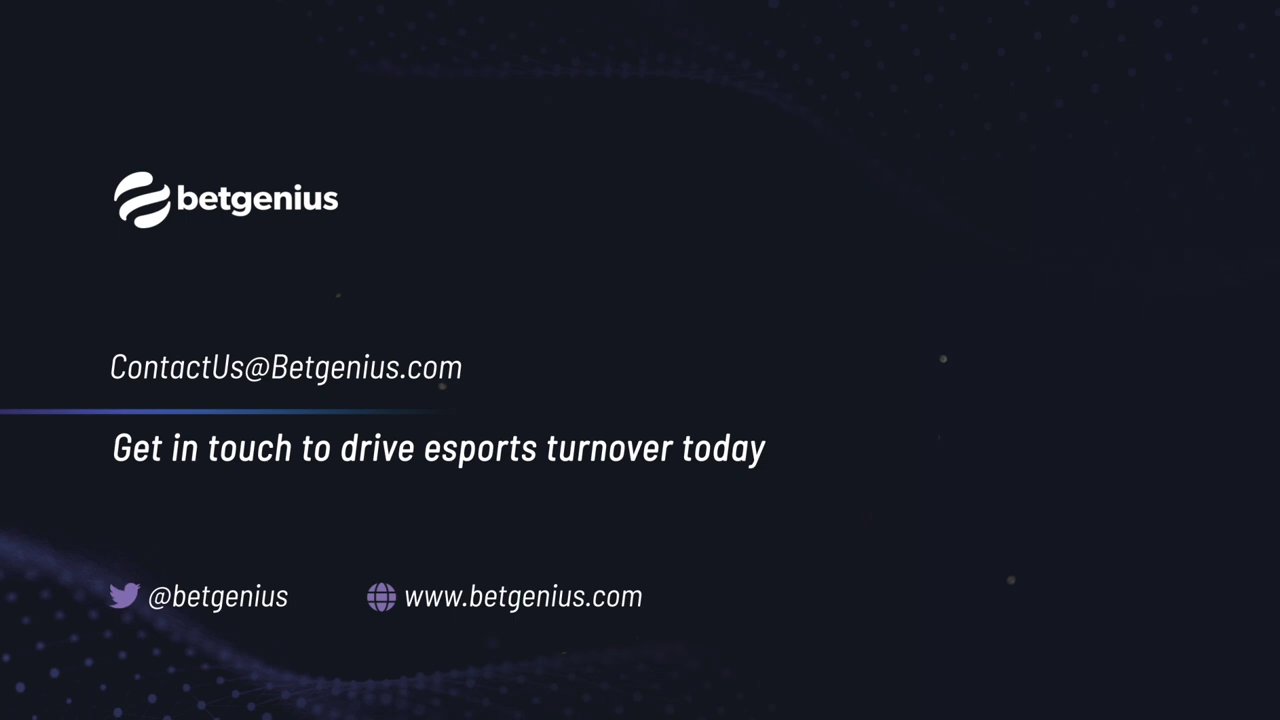 betgenius
ContactUs@Betgenius.com
Get in touch to drive esports turnover today
@betgenius
www.betgenius.com